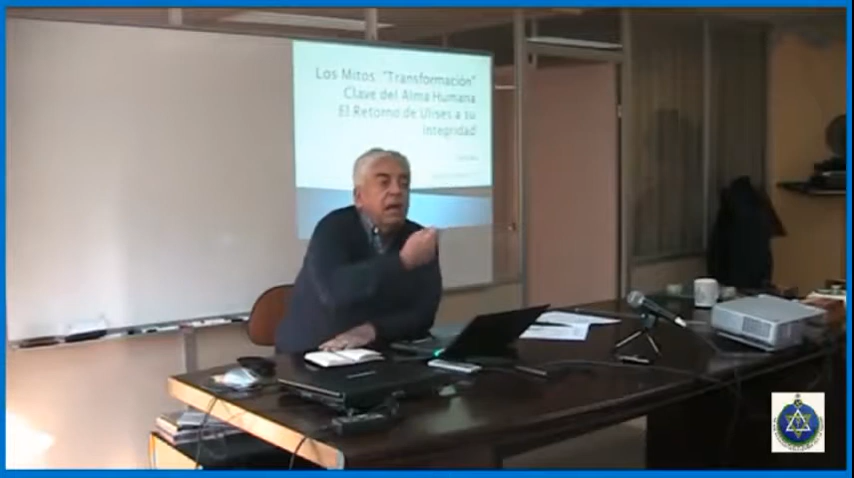 Los Mitos: "Transformación"
Clave del Alma Humana
El Retorno de Ulises a su
Integridad